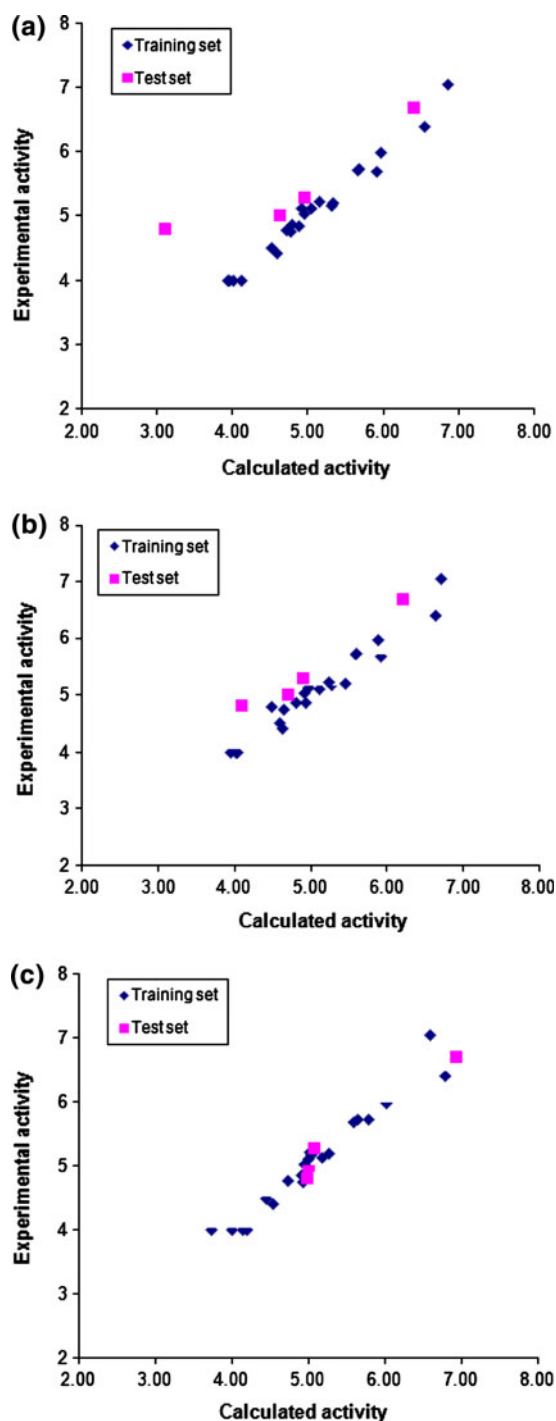 (a)
8
7
6
5
4
3
2
Training set
Test set
Experimental activity
2.00 3.00 4.00 5.00 6.00 7.00 8.00
Calculated activity
(b)
8
7
6
5
4
3
2
Training set
Test set
Experimental activity
2.00 3.00 4.00 5.00 6.00 7.00 8.00
Calculated activity
(c)
8
7
6
5
4
3
2
Training set
Test set
Experimental activity
2.00 3.00 4.00 5.00 6.00 7.00 8.00
Calculated activity